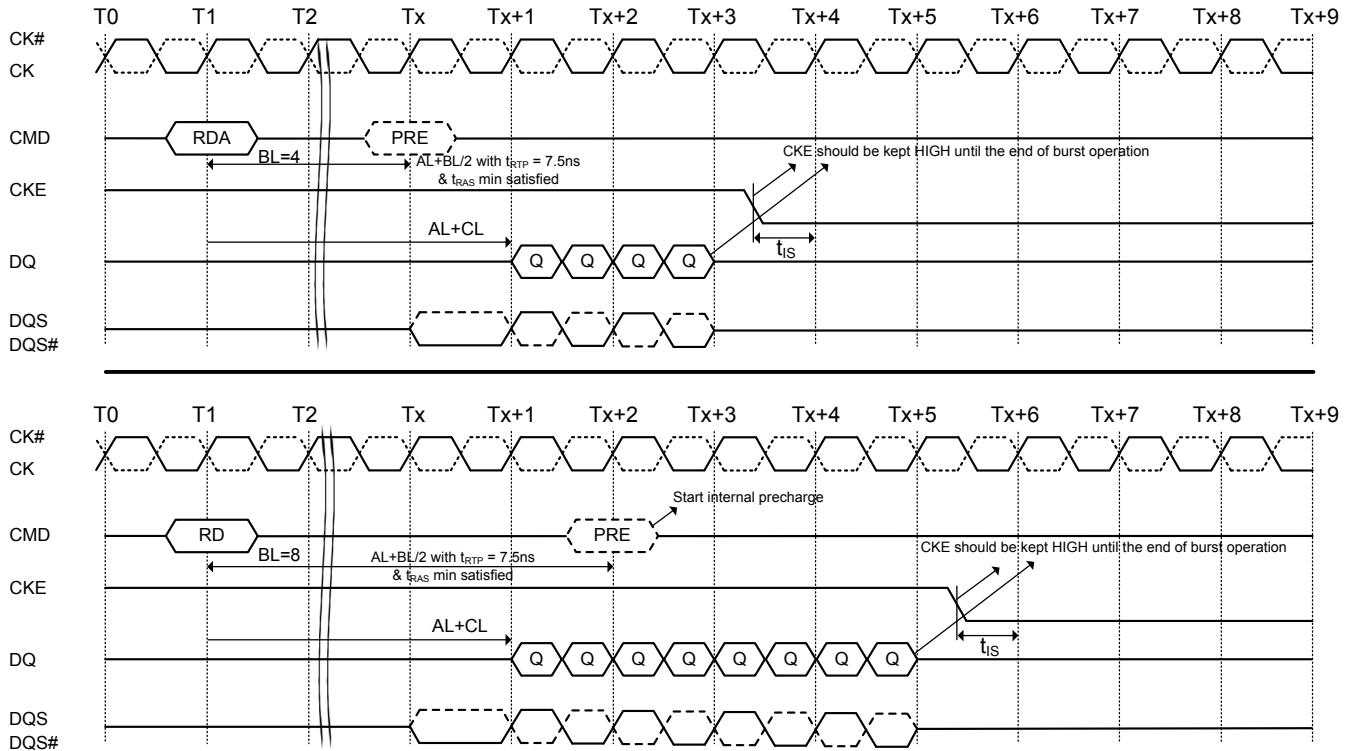 T0 T1 T2 Tx Tx+1 Tx+2 Tx+3 Tx+4 Tx+5 Tx+6 Tx+7 Tx+8 Tx+9
CK#
CK
CMD RDA PRE
BL=4 AL+BL/2 with tRTP = 7.5ns
& tRAS min satisfied
CKE should be kept HIGH until the end of burst operation
CKE
AL+CL
tIS
DQ Q Q Q Q
DQS
DQS#
T0 T1 T2 Tx Tx+1 Tx+2 Tx+3 Tx+4 Tx+5 Tx+6 Tx+7 Tx+8 Tx+9
CK#
CK
Start internal precharge
CMD RD PRE
BL=8 AL+BL/2 with tRTP = 7.5ns
& tRAS min satisfied
CKE should be kept HIGH until the end of burst operation
CKE
AL+CL
tIS
DQ Q Q Q Q Q Q Q Q
DQS
DQS#